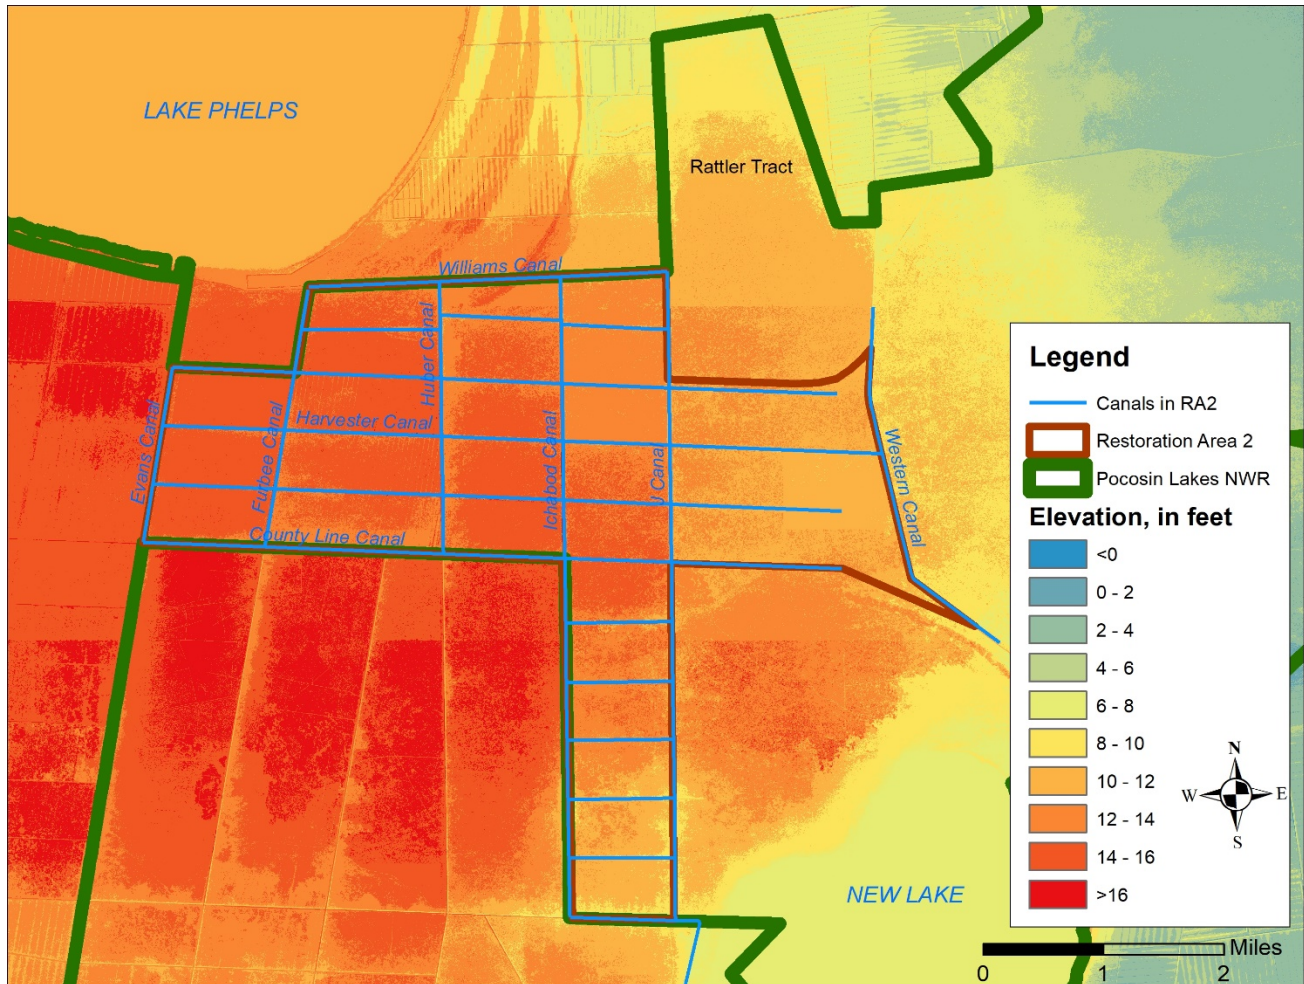 LAKE PHELPS
Rattler Tract
Williams Canal
Huber Canal
Harvester Canal
Evans Canal
Furbee Canal
Ichabod Canal
J Canal
Western Canal
County Line Canal
NEW LAKE
Legend
Canals in RA2
Restoration Area 2
Pocosin Lakes NWR
Elevation, in feet
<0
0 - 2
2 - 4
4 - 6
6 - 8
8 - 10
10 - 12
12 - 14
14 - 16
>16
N
W E
S
Miles
0 1 2